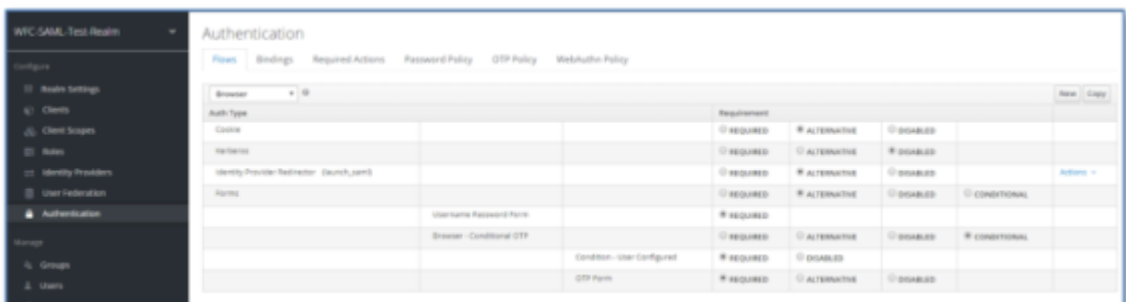 WFC-SAML-Test-Realm
Configure
Realm Settings
Clients
Client Scopes
Roles
Identity Providers
User Federation
Authentication
Manage
Groups
Users
Authentication
Flows Bindings Required Actions Password Policy OTP Policy WebAuthn Policy
Browser New Copy
Auth Type Requirement
Cookie REQUIRED ALTERNATIVE DISABLED
Kerberos REQUIRED ALTERNATIVE DISABLED
Identity Provider Redirector (launch_saml) REQUIRED ALTERNATIVE DISABLED Actions
Forms REQUIRED ALTERNATIVE DISABLED CONDITIONAL
Username Password Form REQUIRED
Browser - Conditional OTP REQUIRED ALTERNATIVE DISABLED CONDITIONAL
Condition - User Configured REQUIRED DISABLED
OTP Form REQUIRED ALTERNATIVE DISABLED